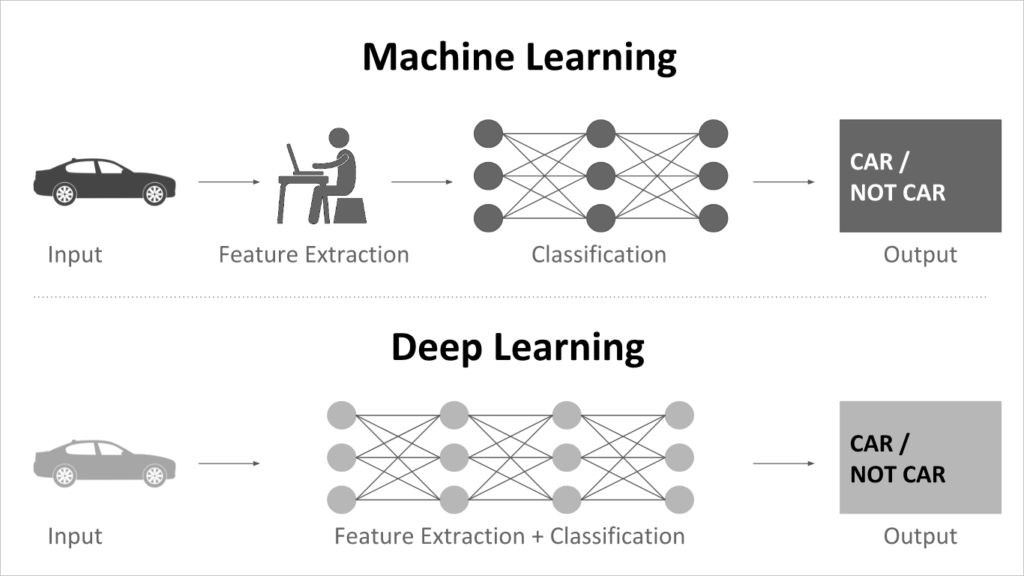 Machine Learning
CAR /
NOT CAR
Input
Feature Extraction
Classification
Output
Deep Learning
CAR /
NOT CAR
Input
Feature Extraction + Classification
Output